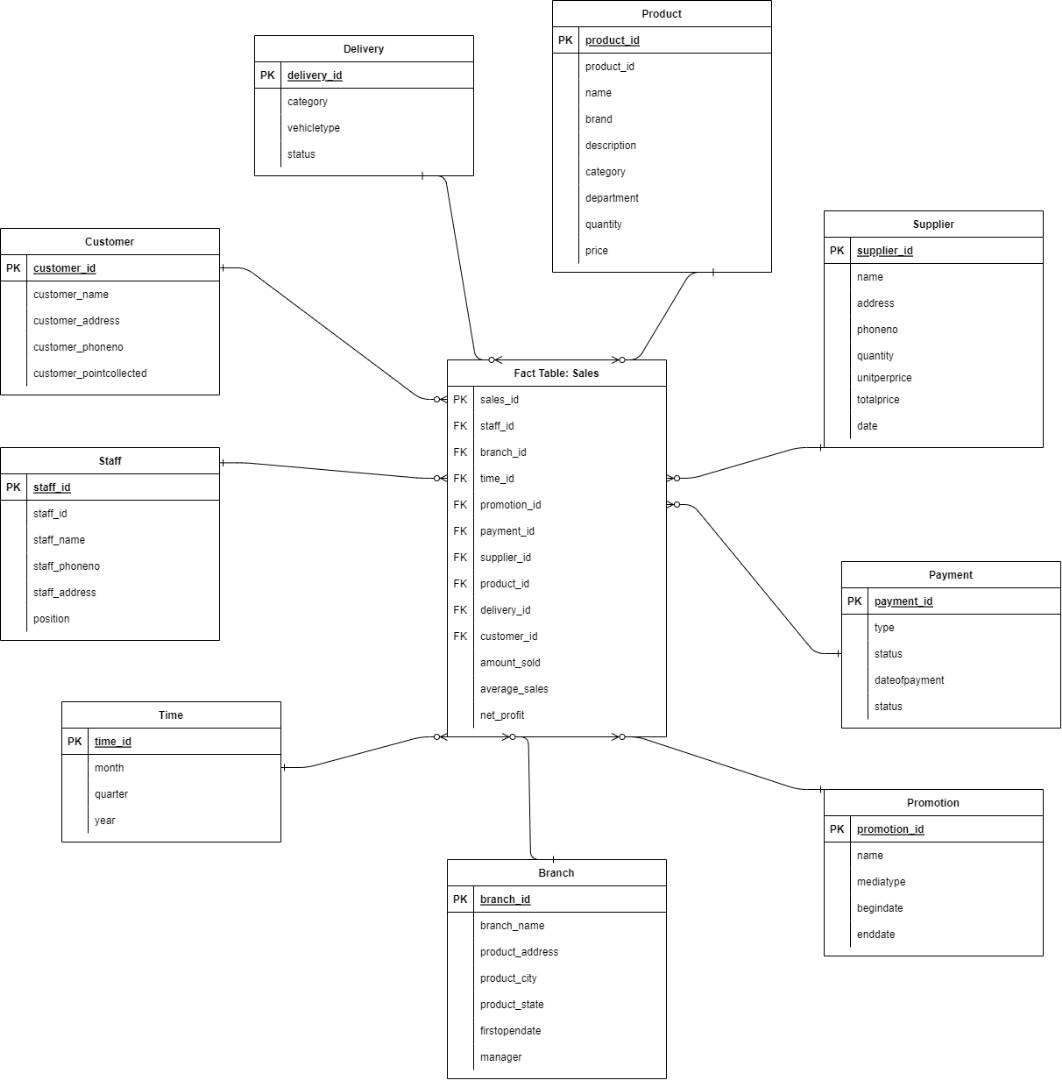 Product
PK product_id
product_id
name
brand
description
category
department
quantity
price
Delivery
PK delivery_id
category
vehicletype
status
Supplier
PK supplier_id
name
address
phoneno
quantity
unitperprice
totalprice
date
Customer
PK customer_id
customer_name
customer_address
customer_phoneno
customer_pointcollected
Fact Table: Sales
PK sales_id
FK staff_id
FK branch_id
FK time_id
FK promotion_id
FK payment_id
FK supplier_id
FK product_id
FK delivery_id
FK customer_id
amount_sold
average_sales
net_profit
Staff
PK staff_id
staff_id
staff_name
staff_phoneno
staff_address
position
Payment
PK payment_id
type
status
dateofpayment
status
Time
PK time_id
month
quarter
year
Promotion
PK promotion_id
name
mediatype
begindate
enddate
Branch
PK branch_id
branch_name
product_address
product_city
product_state
firstopendate
manager